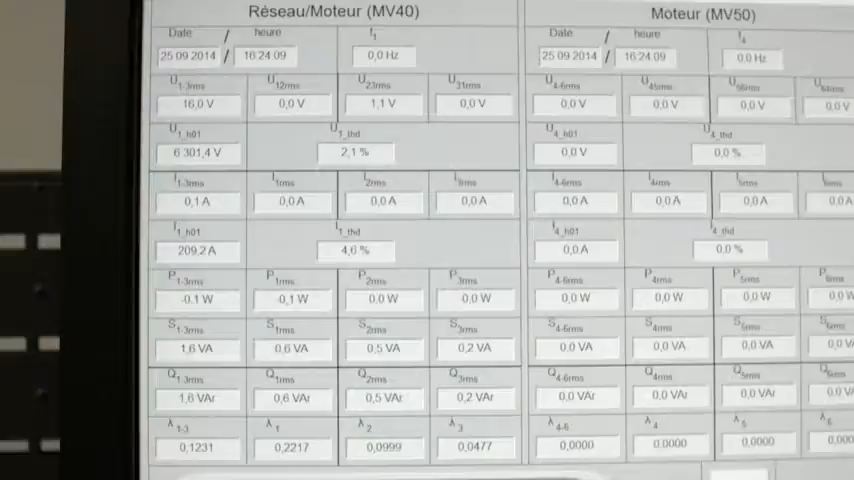 Rèseau/Moteur (MV40) Moteur (MV50)
Date / heure f1 Date / heure f4
25 09 2014 / 16:24:09 0,0 Hz 25 09 2014 / 16:24:09 0.0 Hz
U1-3rms U12rms U23rms U31rms U4-6rms U45rms U56rms U64rms
16,0 V 0,0 V 1,1 V 0,0 V 0.0 V 0.0 V 0.0 V 0.0 V
U1_h01 U1_thd U4_h01 U4_thd
6 301,4 V 2,1 % 0.0 V 0.0 %
I1-3rms I1rms I2rms I3rms I4-6rms I4rms I5rms I6rms
0,1 A 0,0 A 0,0 A 0,0 A 0,0 A 0,0 A 0,0 A 0,0 A
I1_h01 I1_thd I4_h01 I4_thd
209,2 A 4,6 % 0,0 A 0,0 %
P1-3rms P1rms P2rms P3rms P4-6rms P4rms P5rms P6rms
-0.1 W -0,1 W 0,0 W 0,0 W 0,0 W 0,0 W 0,0 W 0,0 W
S1-3rms S1rms S2rms S3rms S4-6rms S4rms S5rms S6rms
1,6 VA 0,6 VA 0,5 VA 0,2 VA 0.0 VA 0.0 VA 0.0 VA
Q1-3rms Q1rms Q2rms Q3rms Q4-6rms Q4rms Q5rms Q6rms
1,6 VAr 0,6 VAr 0,5 VAr 0,2 VAr 0,0 VAr 0,0 VAr 0,0 VAr
λ1-3 λ1 λ2 λ3 λ4-6 λ4 λ5 λ6
0,1231 0,2217 0,0999 0,0477 0,0000 0,0000 0,0000